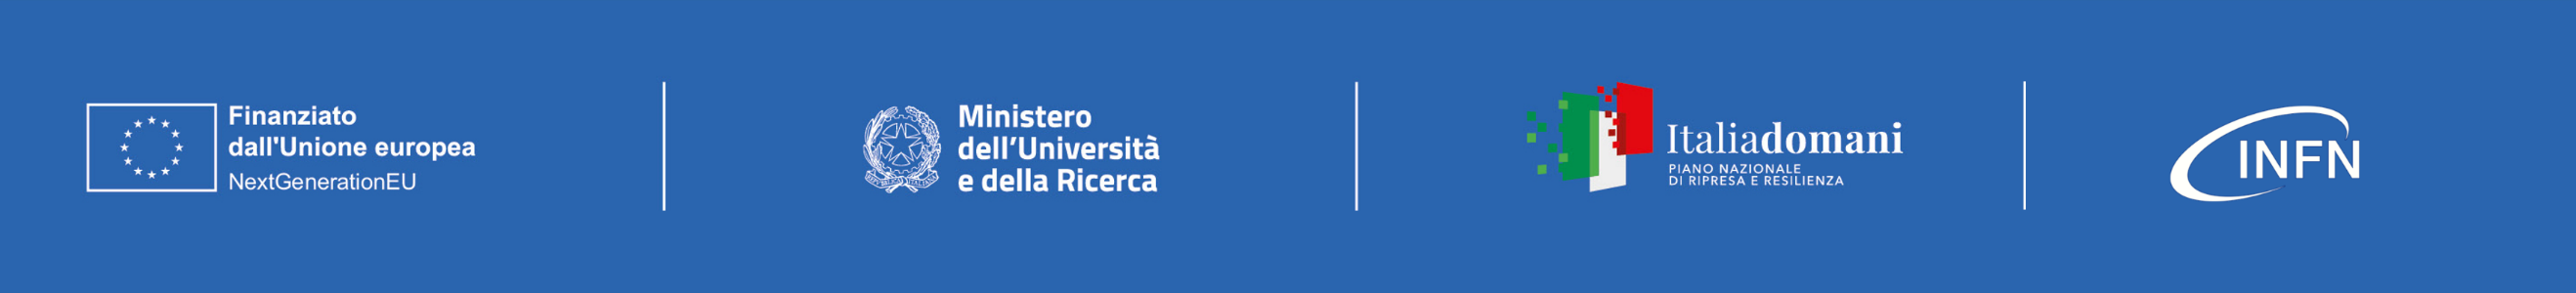 Finanziato
dall'Unione europea
NextGenerationEU
Ministero
dell'Università
e della Ricerca
Italiadomani
PIANO NAZIONALE
DI RIPRESA E RESILIENZA
INFN